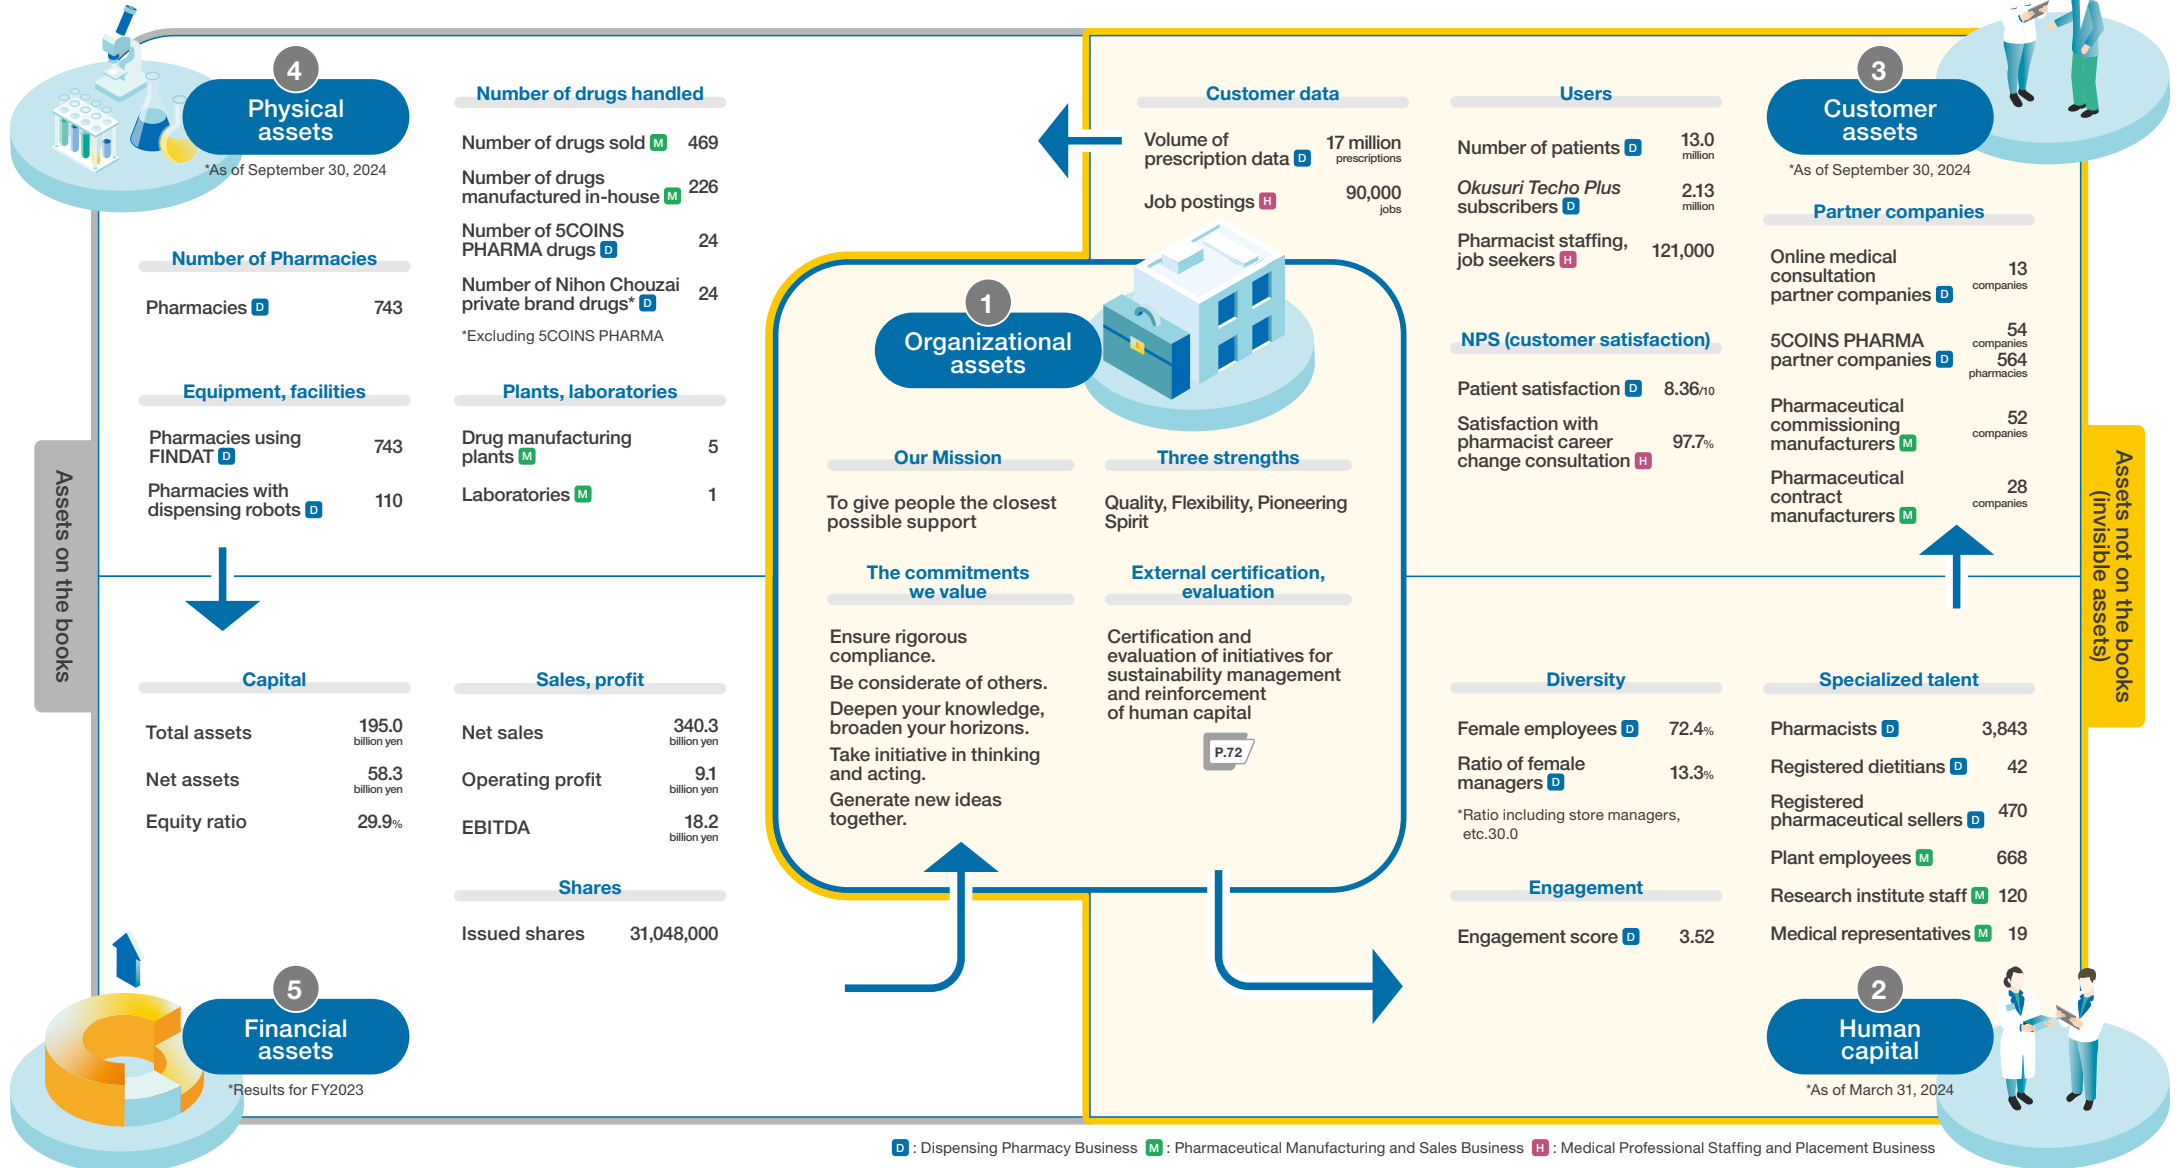 4
Physical
assets
*As of September 30, 2024
Number of Pharmacies
Pharmacies D 743
Equipment, facilities
Pharmacies using
FINDAT D 743
Pharmacies with
dispensing robots D 110
Number of drugs handled
Number of drugs sold M 469
Number of drugs
manufactured in-house M 226
Number of 5COINS
PHARMA drugs D 24
Number of Nihon Chouzai
private brand drugs* D 24
*Excluding 5COINS PHARMA
Plants, laboratories
Drug manufacturing
plants M 5
Laboratories M 1
Customer data
Volume of
prescription data D 17 million
prescriptions
Job postings H 90,000
jobs
Users
Number of patients D 13.0
million
Okusuri Techo Plus
subscribers D 2.13
million
Pharmacist staffing,
job seekers H 121,000
NPS (customer satisfaction)
Patient satisfaction D 8.36/10
Satisfaction with
pharmacist career
change consultation H 97.7%
3
Customer
assets
*As of September 30, 2024
Partner companies
Online medical
consultation
partner companies D 13
companies
5COINS PHARMA
partner companies D 54
companies
564
pharmacies
Pharmaceutical
commissioning
manufacturers M 52
companies
Pharmaceutical
contract
manufacturers M 28
companies
1
Organizational
assets
Our Mission
To give people the closest
possible support
Three strengths
Quality, Flexibility, Pioneering
Spirit
The commitments
we value
Ensure rigorous
compliance.
Be considerate of others.
Deepen your knowledge,
broaden your horizons.
Take initiative in thinking
and acting.
Generate new ideas
together.
External certification,
evaluation
Certification and
evaluation of initiatives for
sustainability management
and reinforcement
of human capital
P.72
Assets on the books
Assets not on the books
(invisible assets)
Capital
Total assets 195.0
billion yen
Net assets 58.3
billion yen
Equity ratio 29.9%
Sales, profit
Net sales 340.3
billion yen
Operating profit 9.1
billion yen
EBITDA 18.2
billion yen
Shares
Issued shares 31,048,000
5
Financial
assets
*Results for FY2023
Diversity
Female employees D 72.4%
Ratio of female
managers D 13.3%
*Ratio including store managers,
etc.30.0
Engagement
Engagement score D 3.52
Specialized talent
Pharmacists D 3,843
Registered dietitians D 42
Registered
pharmaceutical sellers D 470
Plant employees M 668
Research institute staff M 120
Medical representatives M 19
2
Human
capital
*As of March 31, 2024
D : Dispensing Pharmacy Business M : Pharmaceutical Manufacturing and Sales Business H : Medical Professional Staffing and Placement Business